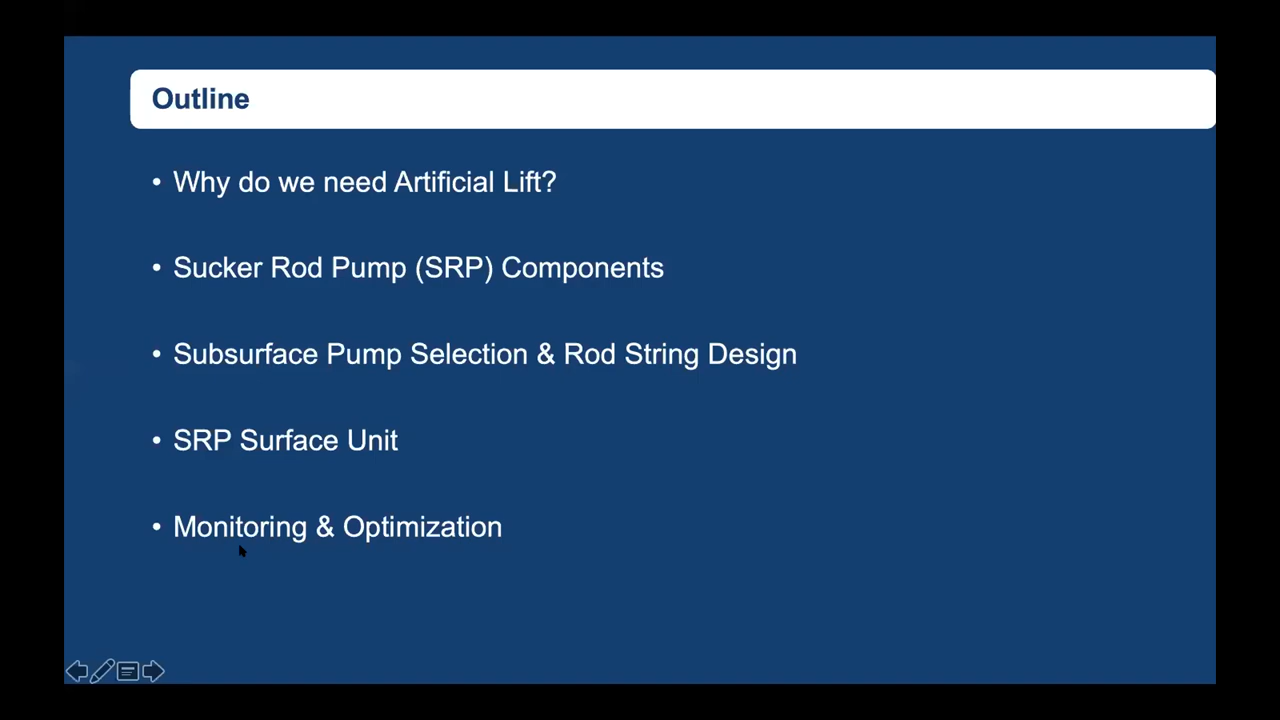 Outline
• Why do we need Artificial Lift?
• Sucker Rod Pump (SRP) Components
• Subsurface Pump Selection & Rod String Design
• SRP Surface Unit
• Monitoring & Optimization